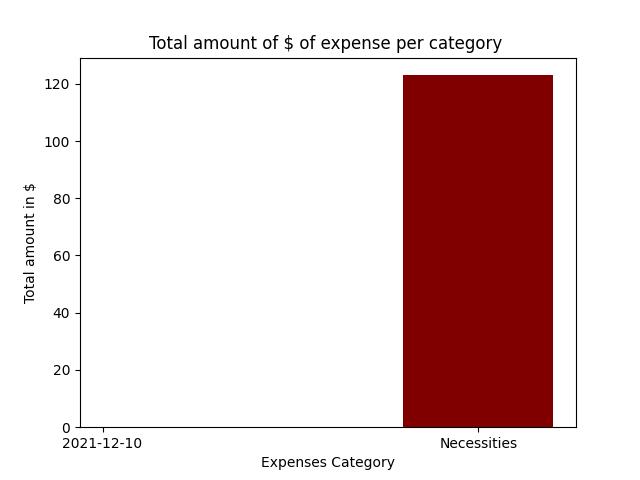 Total amount of $ of expense per category
120
100
80
60
40
20
0
Total amount in $
2021-12-10 Necessities
Expenses Category